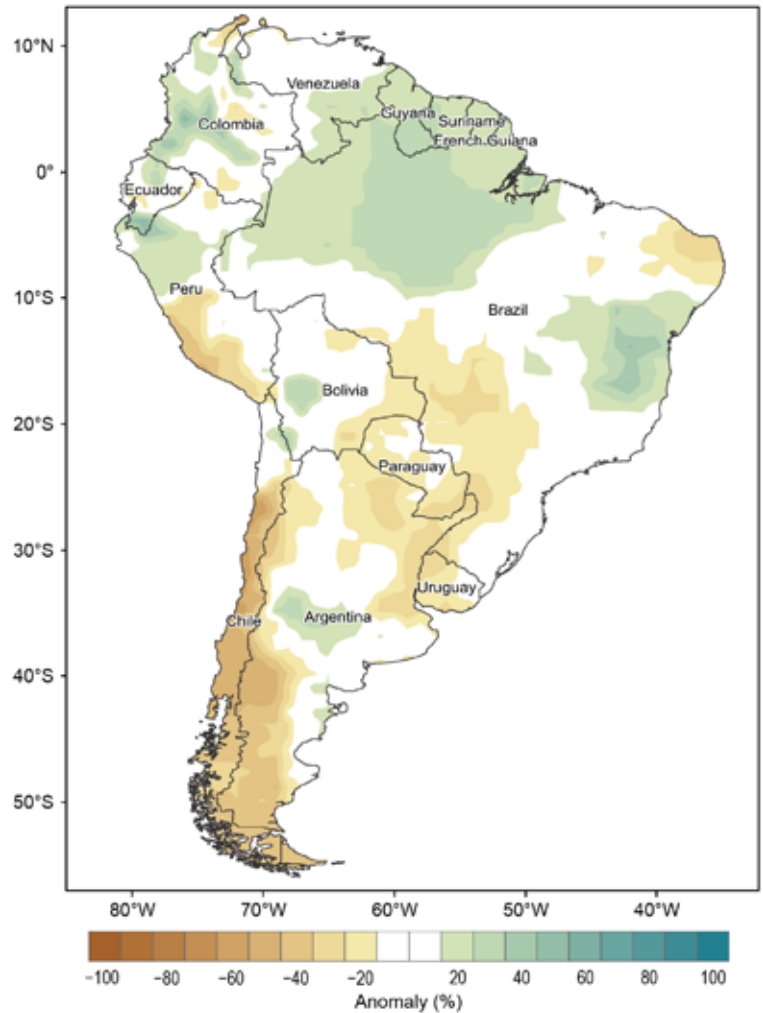 10°N
Venezuela
Guyana
Suriname
Colombia
French Guiana
0°
Ecuador
Peru
10°S
Brazil
Bolivia
20°S
Paraguay
30°S
Uruguay
Argentina
Chile
40°S
50°S
80°W 70°W 60°W 50°W 40°W
−100 −80 −60 −40 −20 20 40 60 80 100
Anomaly (%)